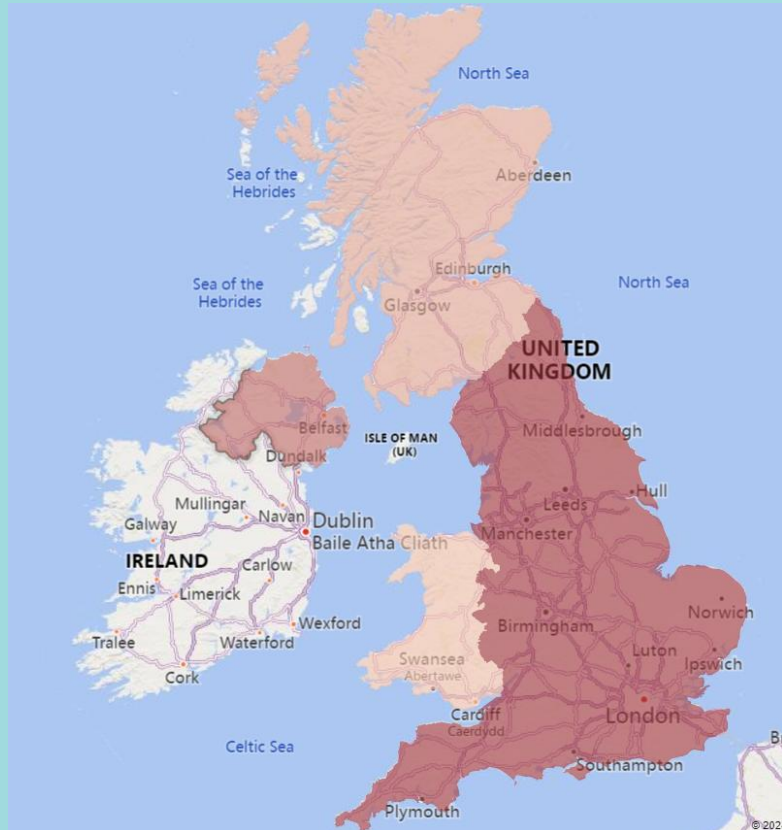 North Sea
Aberdeen
Sea of the
Hebrides
Edinburgh
Sea of the
Hebrides
North Sea
Glasgow
UNITED
KINGDOM
Belfast
ISLE OF MAN
(UK)
Middlesbrough
Dundalk
Hull
Leeds
Mullingar
Navan
Dublin
Galway
Manchester
Baile Atha Cliath
IRELAND
Carlow
Ennis
Limerick
Norwich
Birmingham
Wexford
Tralee
Waterford
Luton
Swansea
Ipswich
Abertawe
Cork
Cardiff
London
Caerdydd
Celtic Sea
Southampton
Plymouth